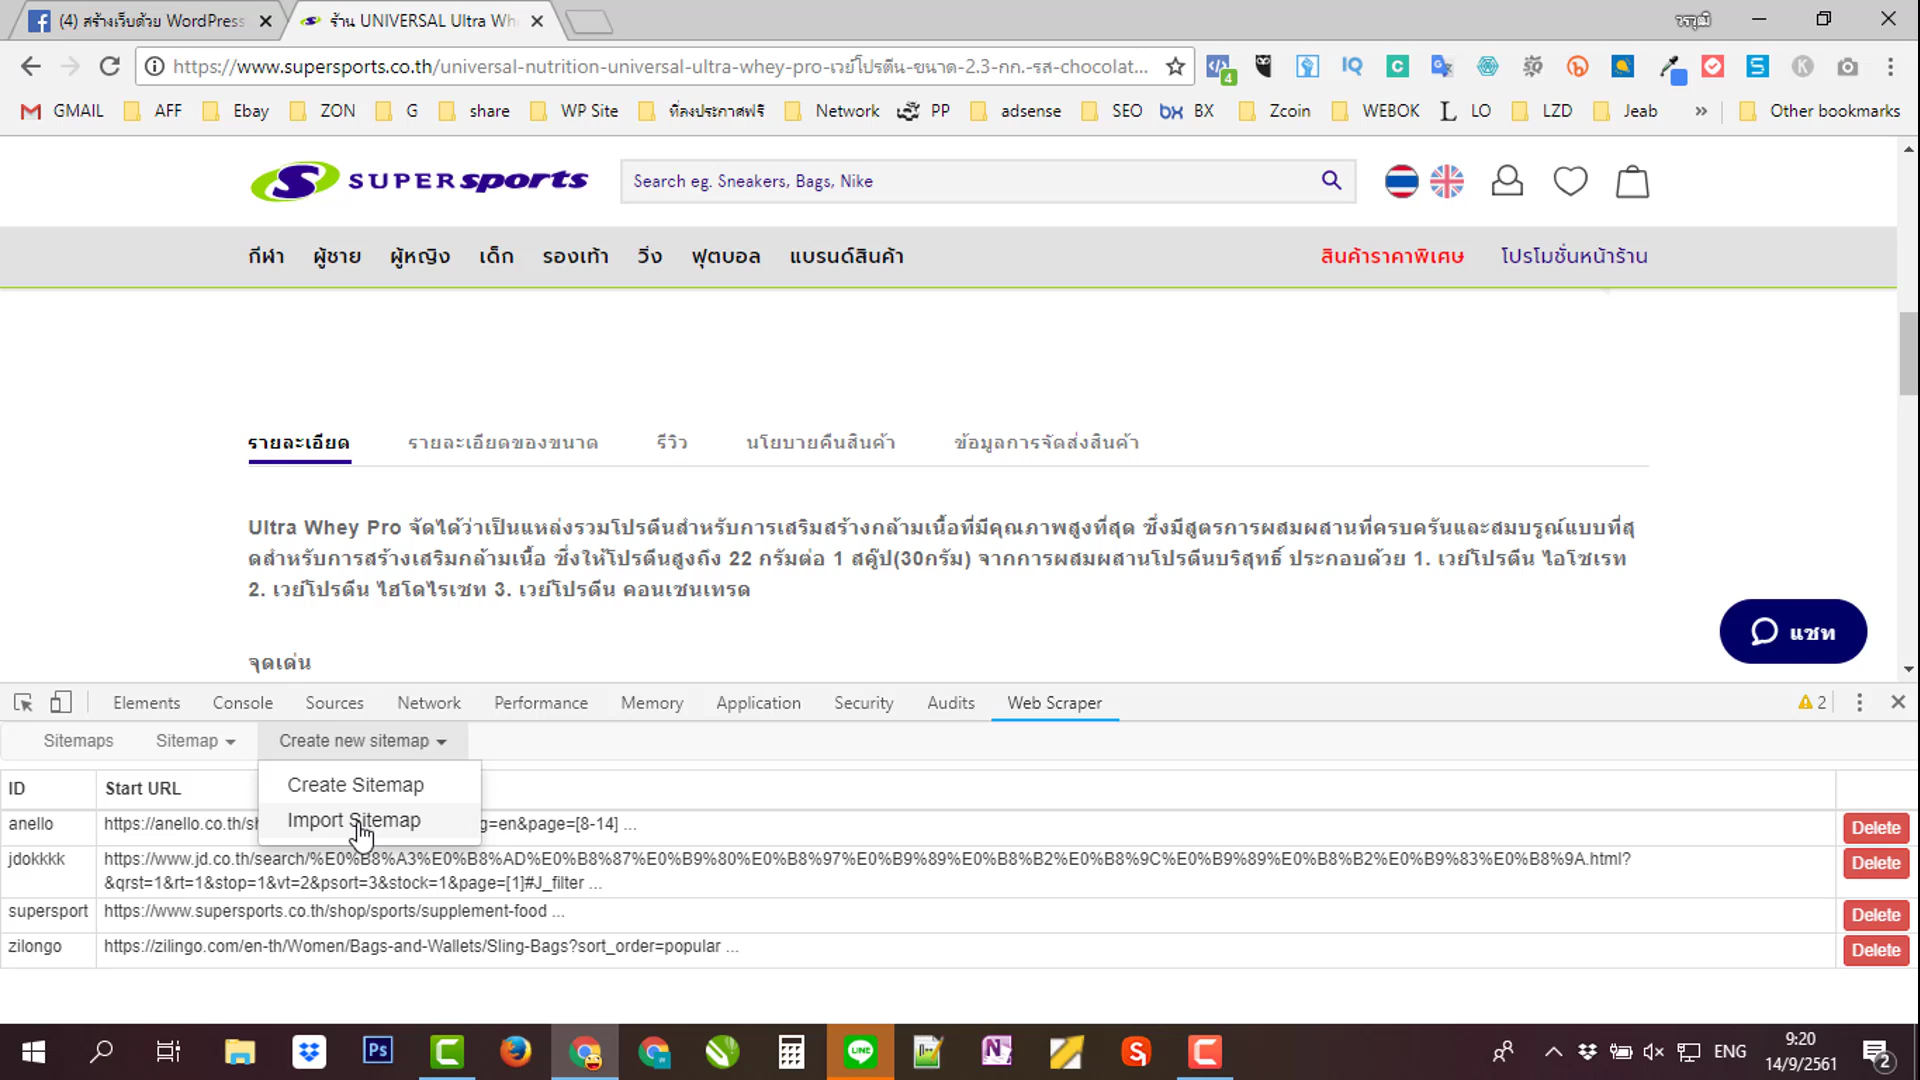 (4) สร้างเว็บด้วย WordPress
ร้าน UNIVERSAL Ultra Wh
วรวุฒิ
https://www.supersports.co.th/universal-nutrition-universal-ultra-whey-pro-เวย์โปรตีน-ขนาด-2.3-กก.-รส-chocolat...
4
GMAIL AFF Ebay ZON G share WP Site ที่ลงประกาศฟรี Network PP adsense SEO bx BX Zcoin WEBOK L LO LZD Jeab » Other bookmarks
SUPERSPORTS
Search eg. Sneakers, Bags, Nike
กีฬา ผู้ชาย ผู้หญิง เด็ก รองเท้า วิ่ง ฟุตบอล แบรนด์สินค้า สินค้าราคาพิเศษ โปรโมชั่นหน้าร้าน
รายละเอียด รายละเอียดของขนาด รีวิว นโยบายคืนสินค้า ข้อมูลการจัดส่งสินค้า
Ultra Whey Pro จัดได้ว่าเป็นแหล่งรวมโปรตีนสำหรับการเสริมสร้างกล้ามเนื้อที่มีคุณภาพสูงที่สุด ซึ่งมีสูตรการผสมผสานที่ครบครันและสมบรูณ์แบบที่สุ
ดสำหรับการสร้างเสริมกล้ามเนื้อ ซึ่งให้โปรตีนสูงถึง 22 กรัมต่อ 1 สคู๊ป(30กรัม) จากการผสมผสานโปรตีนบริสุทธิ์ ประกอบด้วย 1. เวย์โปรตีน ไอโซเรท
2. เวย์โปรตีน ไฮโดไรเซท 3. เวย์โปรตีน คอนเซนเทรด
แชท
จุดเด่น
Elements Console Sources Network Performance Memory Application Security Audits Web Scraper 2
Sitemaps Sitemap Create new sitemap
Create Sitemap
Import Sitemap
ID Start URL
anello https://anello.co.th/sh g=en&page=[8-14] ... Delete
jdokkkk https://www.jd.co.th/search/%E0%B8%A3%E0%B8%AD%E0%B8%87%E0%B9%80%E0%B8%97%E0%B9%89%E0%B8%B2%E0%B8%9C%E0%B9%89%E0%B8%B2%E0%B9%83%E0%B8%9A.html? Delete
&qrst=1&rt=1&stop=1&vt=2&psort=3&stock=1&page=[1]#J_filter ...
supersport https://www.supersports.co.th/shop/sports/supplement-food ... Delete
zilongo https://zilingo.com/en-th/Women/Bags-and-Wallets/Sling-Bags?sort_order=popular ... Delete
Ps LINE N ENG 9:20
14/9/2561 2